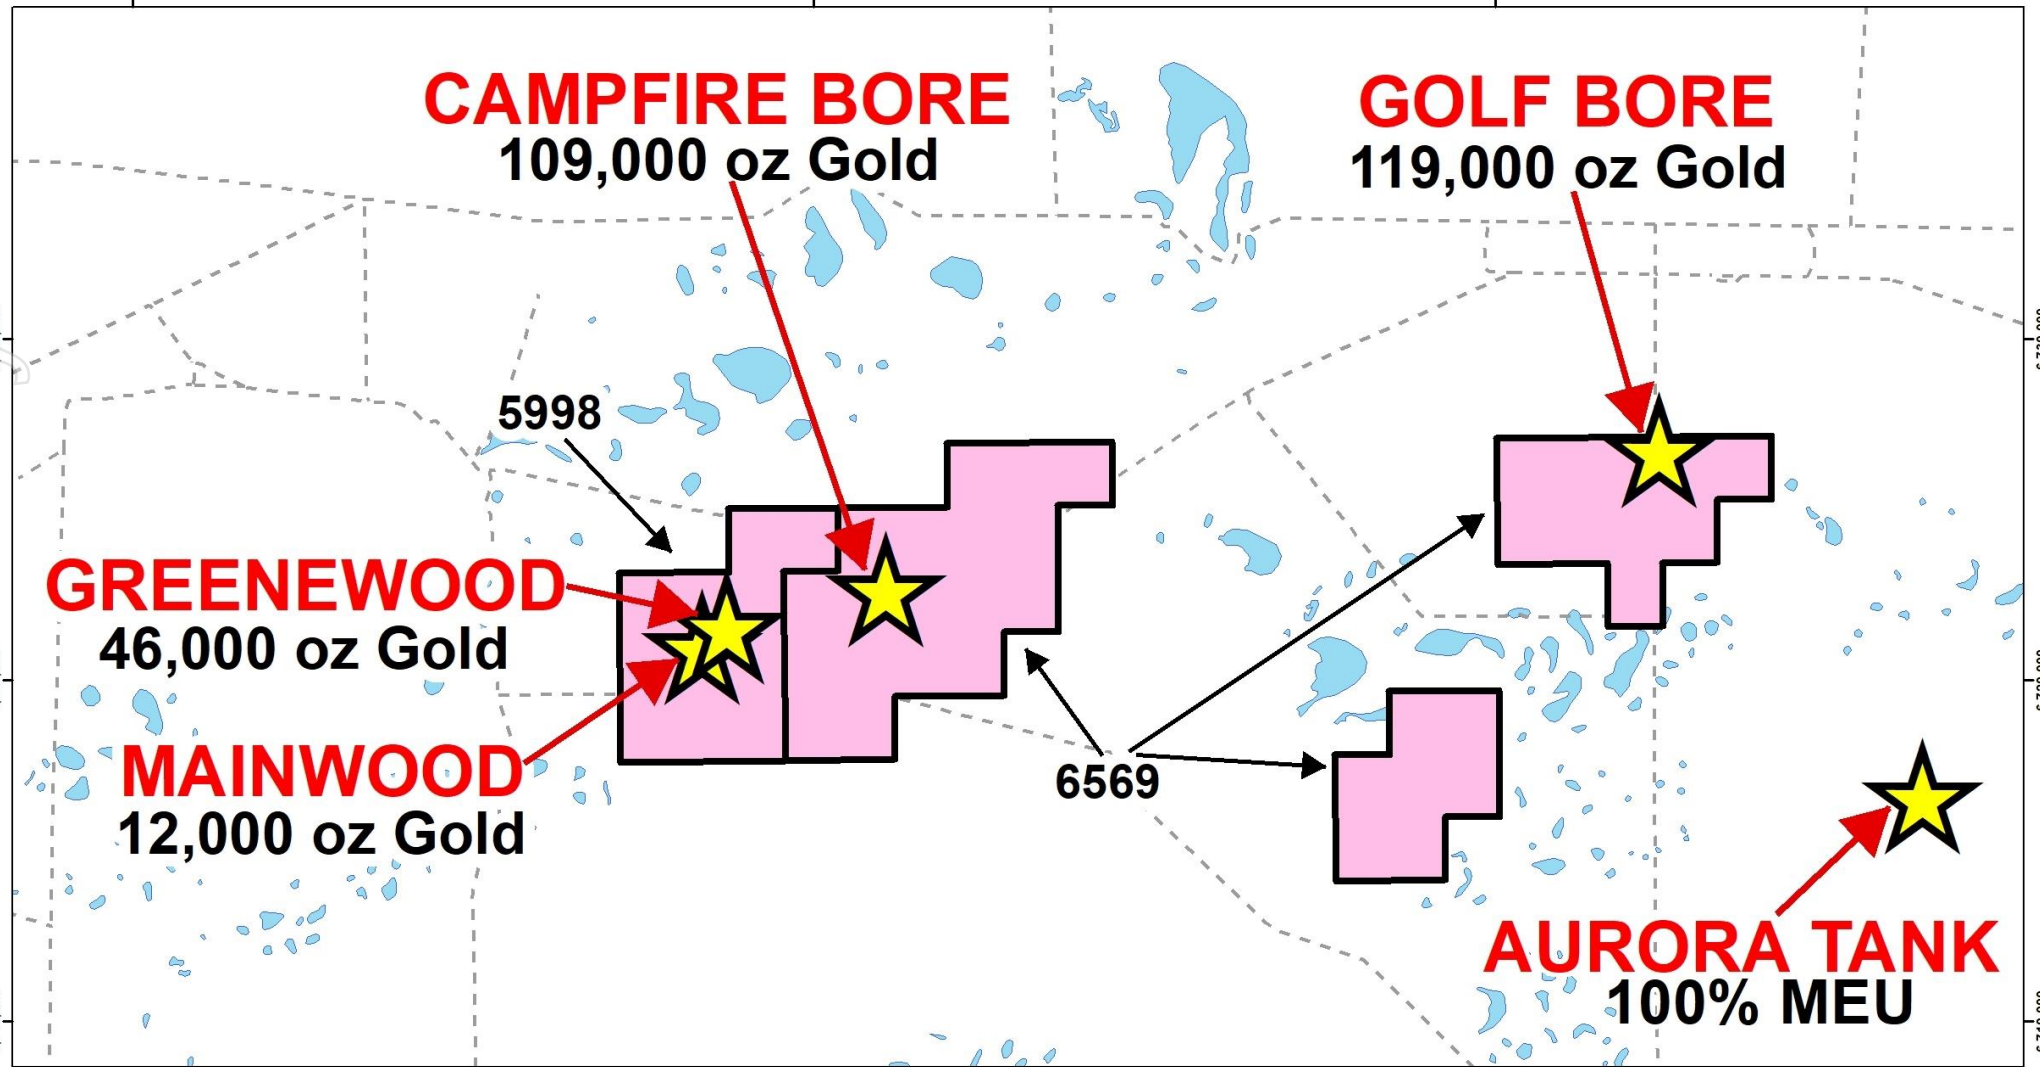 CAMPFIRE BORE
109,000 oz Gold
GOLF BORE
119,000 oz Gold
5998
GREENEWOOD
46,000 oz Gold
MAINWOOD
12,000 oz Gold
6569
AURORA TANK
100% MEU